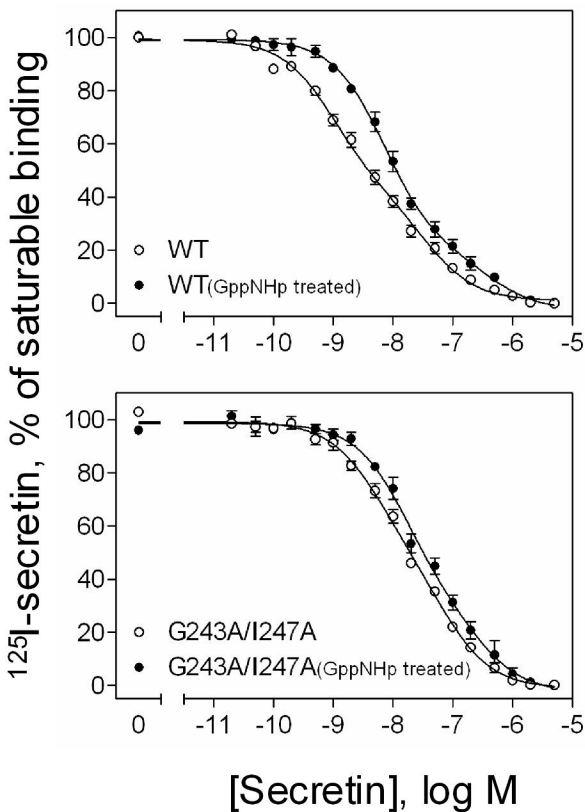 ¹²⁵I-secretin, % of saturable binding
100
80
60
40
20
0
WT
WT(GppNHp treated)
0 -11 -10 -9 -8 -7 -6 -5
100
80
60
40
20
0
G243A/I247A
G243A/I247A(GppNHp treated)
0 -11 -10 -9 -8 -7 -6 -5
[Secretin], log M